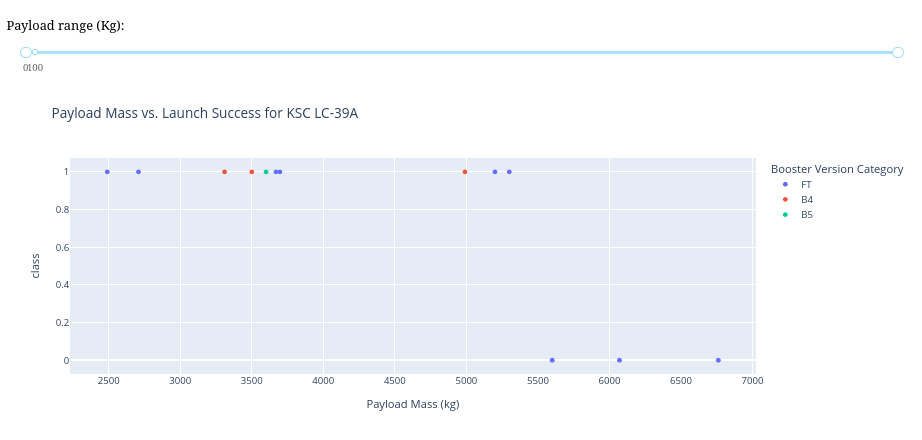 Payload range (Kg):
0100
Payload Mass vs. Launch Success for KSC LC-39A
Booster Version Category
FT
B4
B5
class
1
0.8
0.6
0.4
0.2
0
2500 3000 3500 4000 4500 5000 5500 6000 6500 7000
Payload Mass (kg)